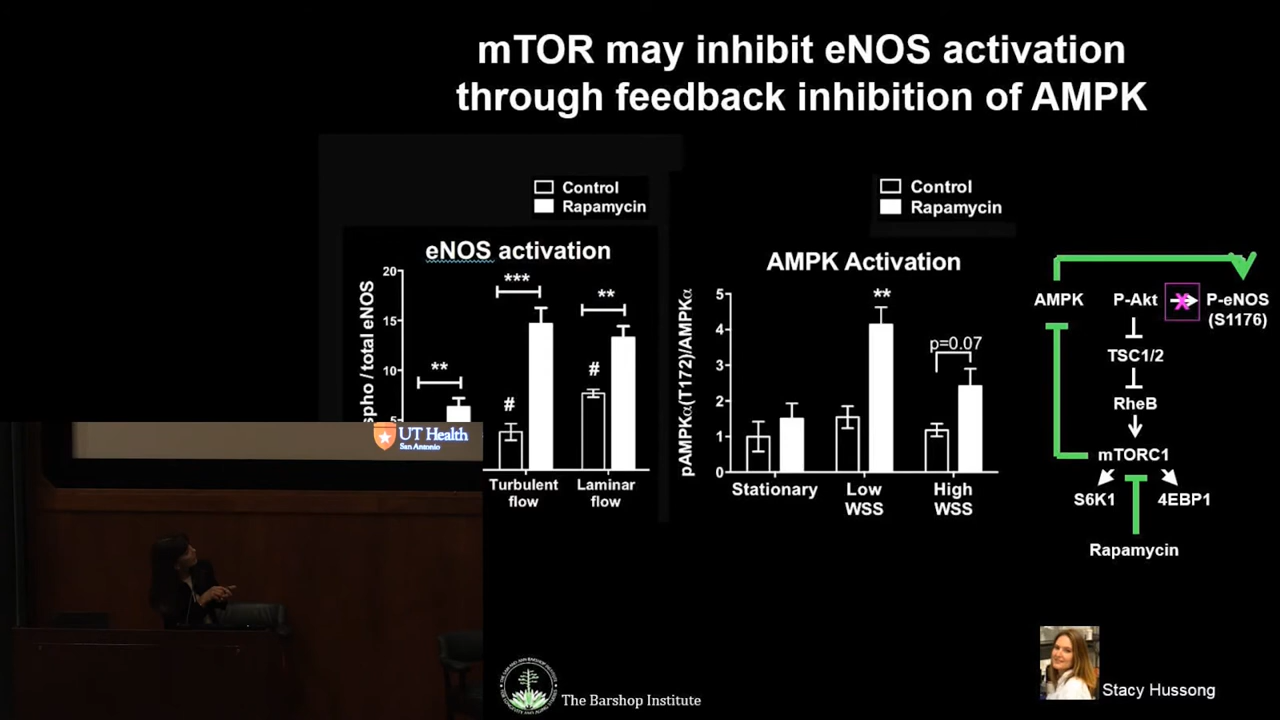 mTOR may inhibit eNOS activation
through feedback inhibition of AMPK
Control
Rapamycin
eNOS activation
20
15
10
5
/ total eNOS
**
***
**
#
#
Turbulent
flow
Laminar
flow
Control
Rapamycin
AMPK Activation
pAMPKα(T172)/AMPKα
5
4
3
2
1
0
**
p=0.07
Stationary
Low
WSS
High
WSS
AMPK
P-Akt
X
P-eNOS
(S1176)
TSC1/2
RheB
mTORC1
S6K1
4EBP1
Rapamycin
UT Health
San Antonio
The Barshop Institute
Stacy Hussong